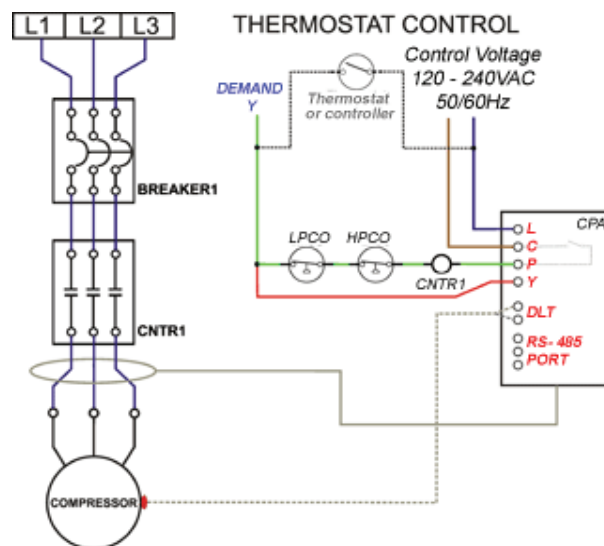 L1 L2 L3
THERMOSTAT CONTROL
Control Voltage
120 - 240VAC
50/60Hz
DEMAND
Y
Thermostat
or controller
BREAKER1
LPCO HPCO
CNTR1
CPA
L
C
P
Y
DLT
RS-485
PORT
CNTR1
COMPRESSOR